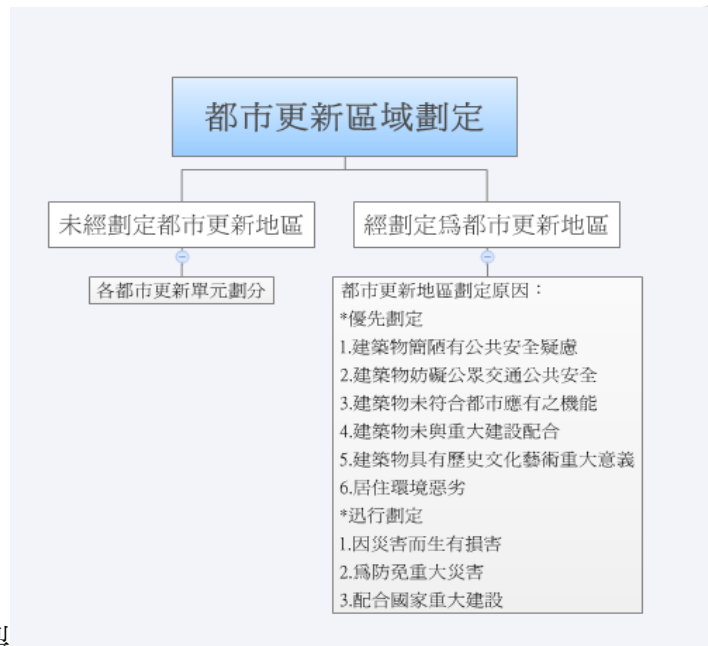 都市更新區域劃定
未經劃定都市更新地區
經劃定爲都市更新地區
各都市更新單元劃分
都市更新地區劃定原因：
*優先劃定
1.建築物簡陋有公共安全疑慮
2.建築物妨礙公眾交通公共安全
3.建築物未符合都市應有之機能
4.建築物未與重大建設配合
5.建築物具有歷史文化藝術重大意義
6.居住環境惡劣
*迅行劃定
1.因災害而生有損害
2.爲防免重大災害
3.配合國家重大建設